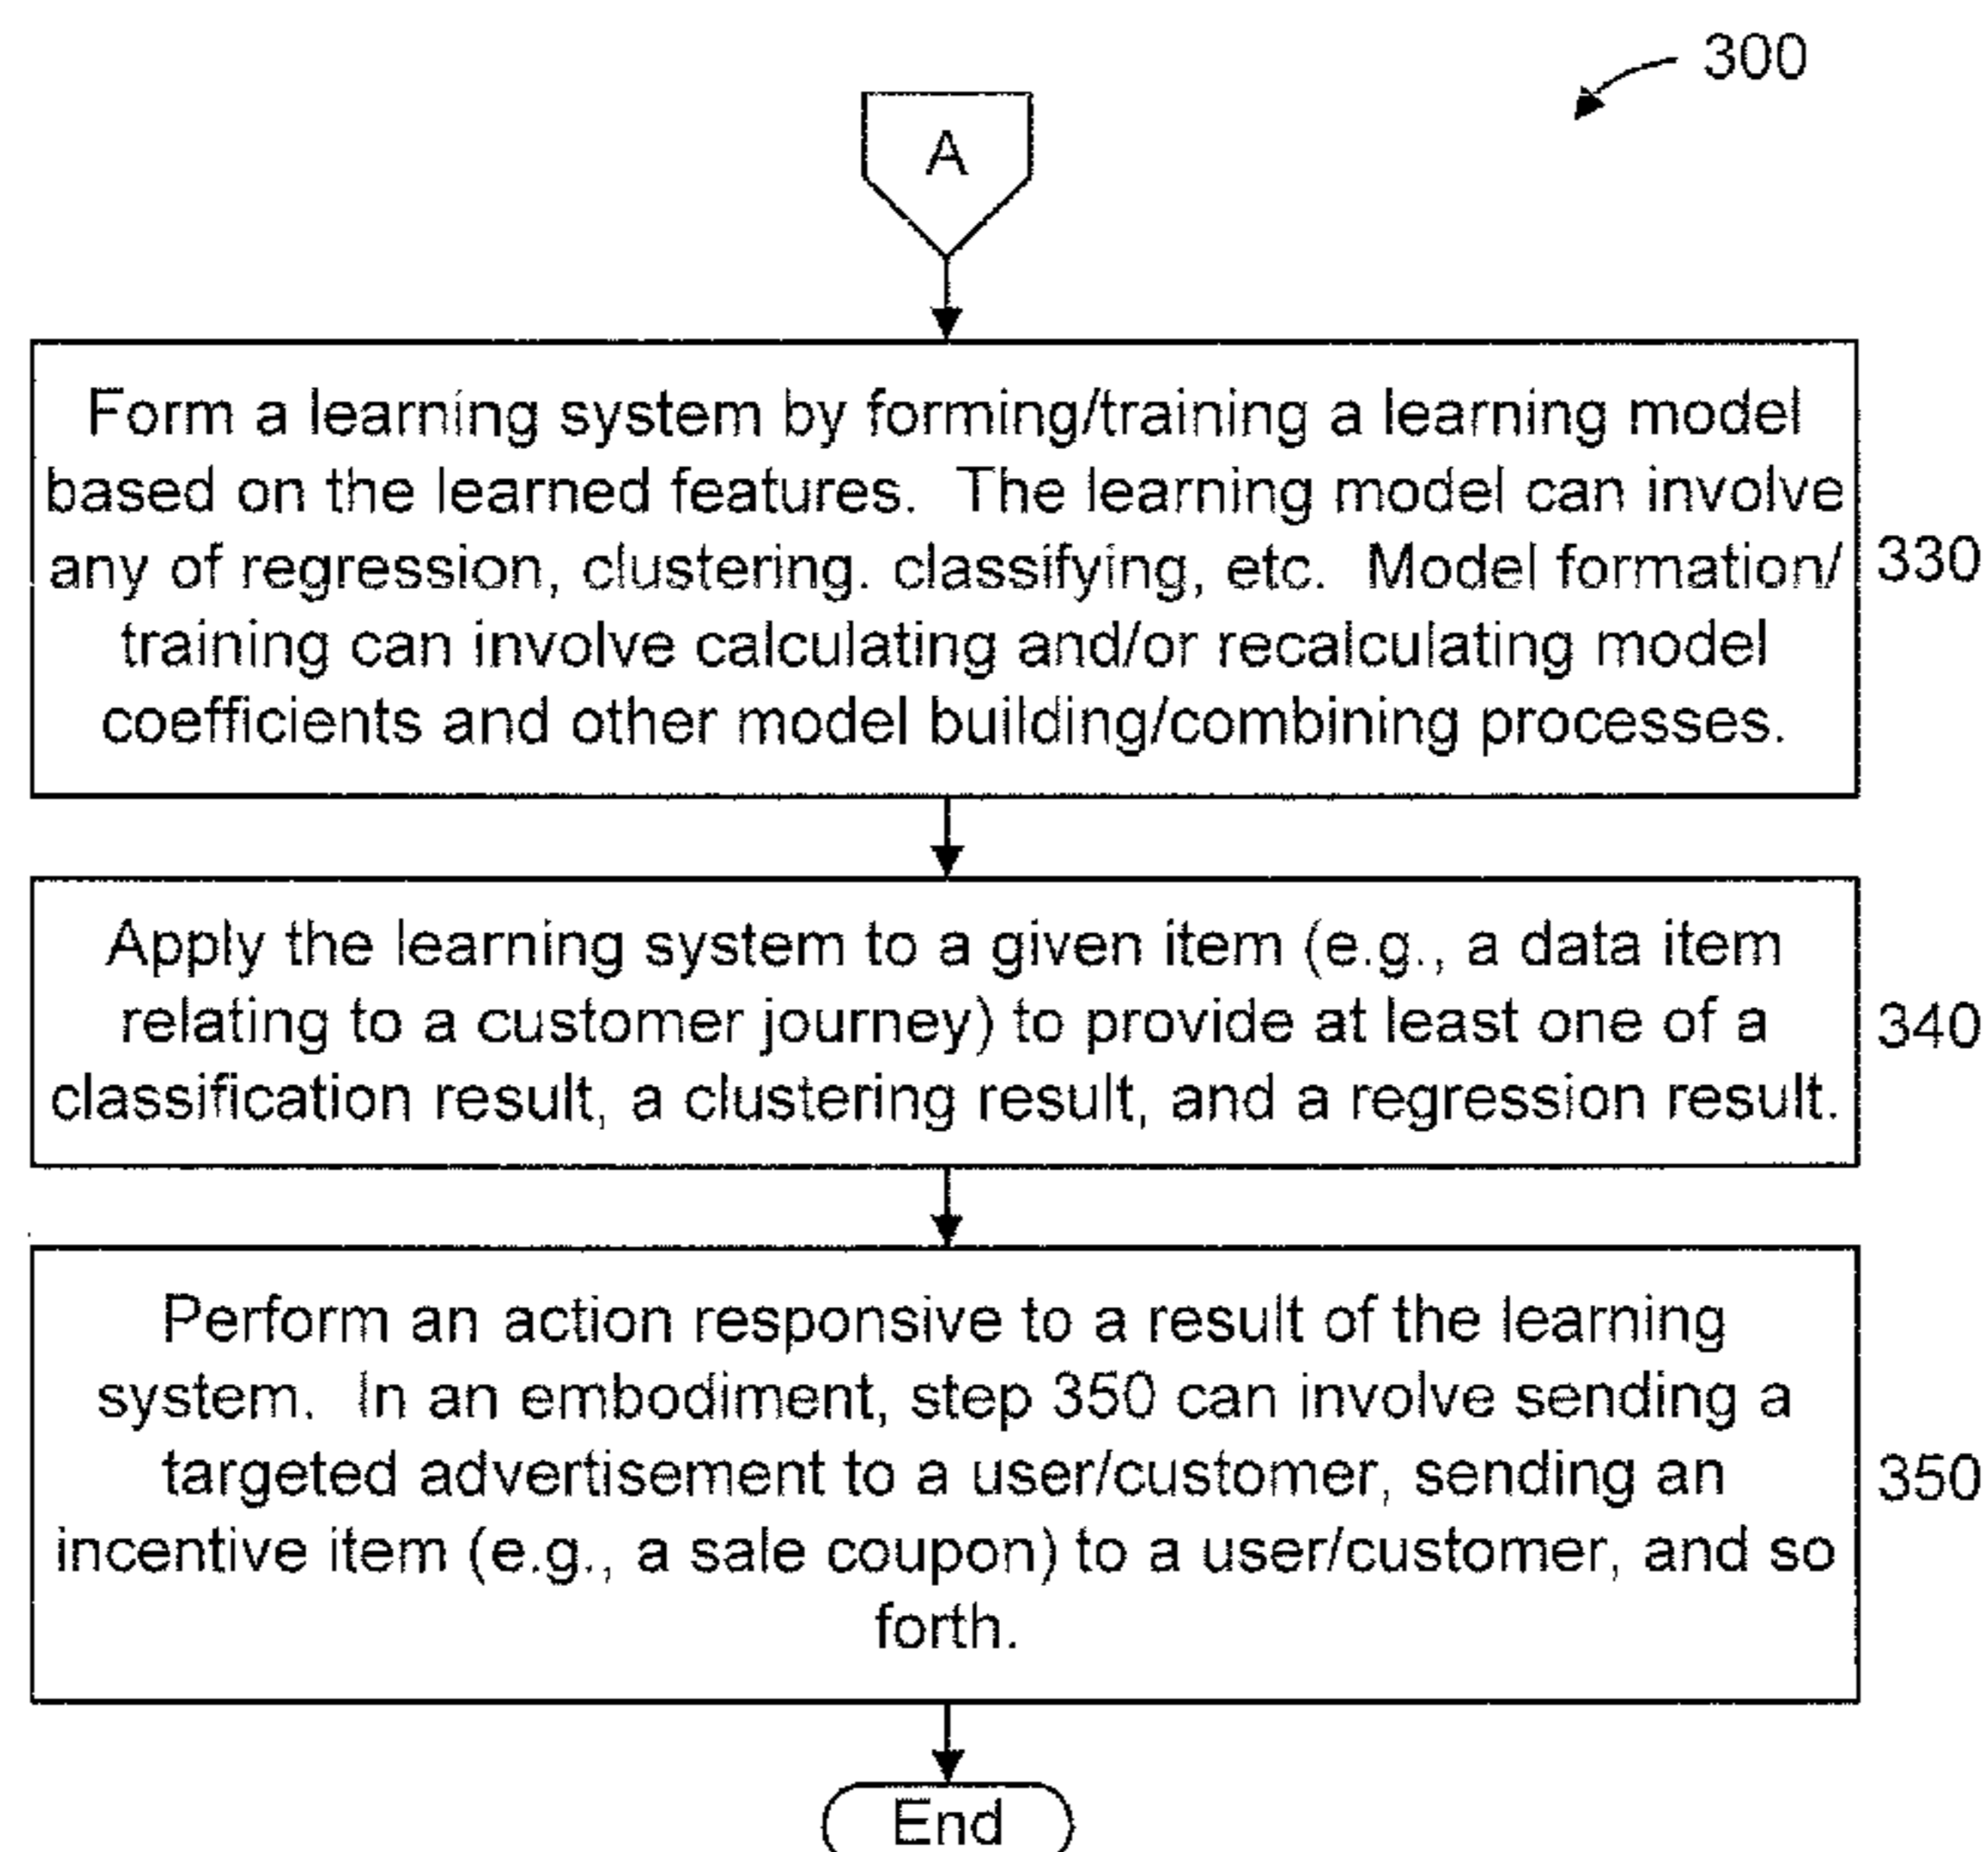 300
A
Form a learning system by forming/training a learning model
based on the learned features. The learning model can involve
any of regression, clustering. classifying, etc. Model formation/
training can involve calculating and/or recalculating model
coefficients and other model building/combining processes.
330
Apply the learning system to a given item (e.g., a data item
relating to a customer journey) to provide at least one of a
classification result, a clustering result, and a regression result.
340
Perform an action responsive to a result of the learning
system. In an embodiment, step 350 can involve sending a
targeted advertisement to a user/customer, sending an
incentive item (e.g., a sale coupon) to a user/customer, and so
forth.
350
End